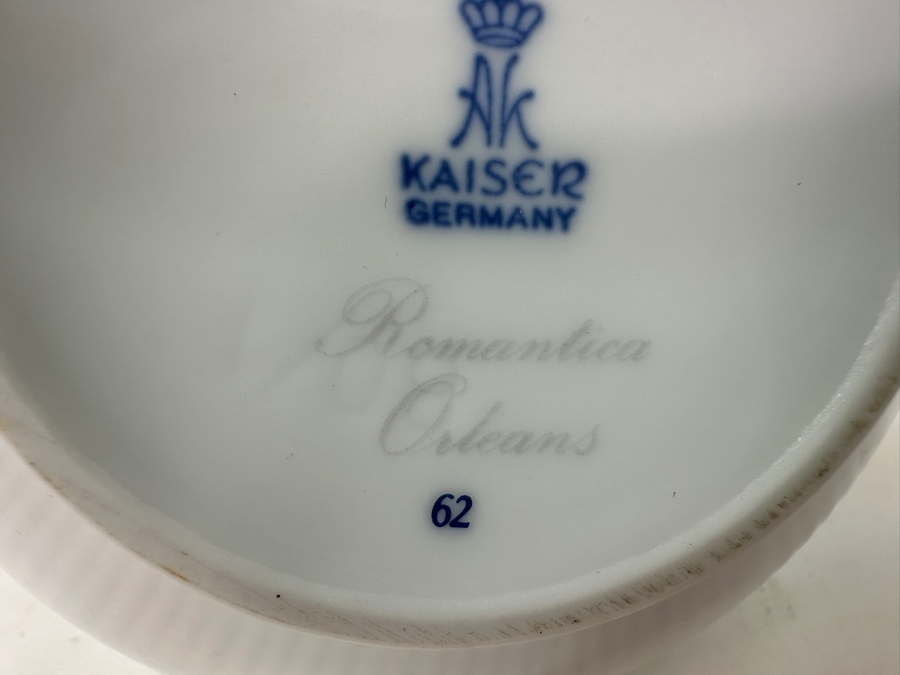 AK
KAISER
GERMANY
Romantica
Orleans
62